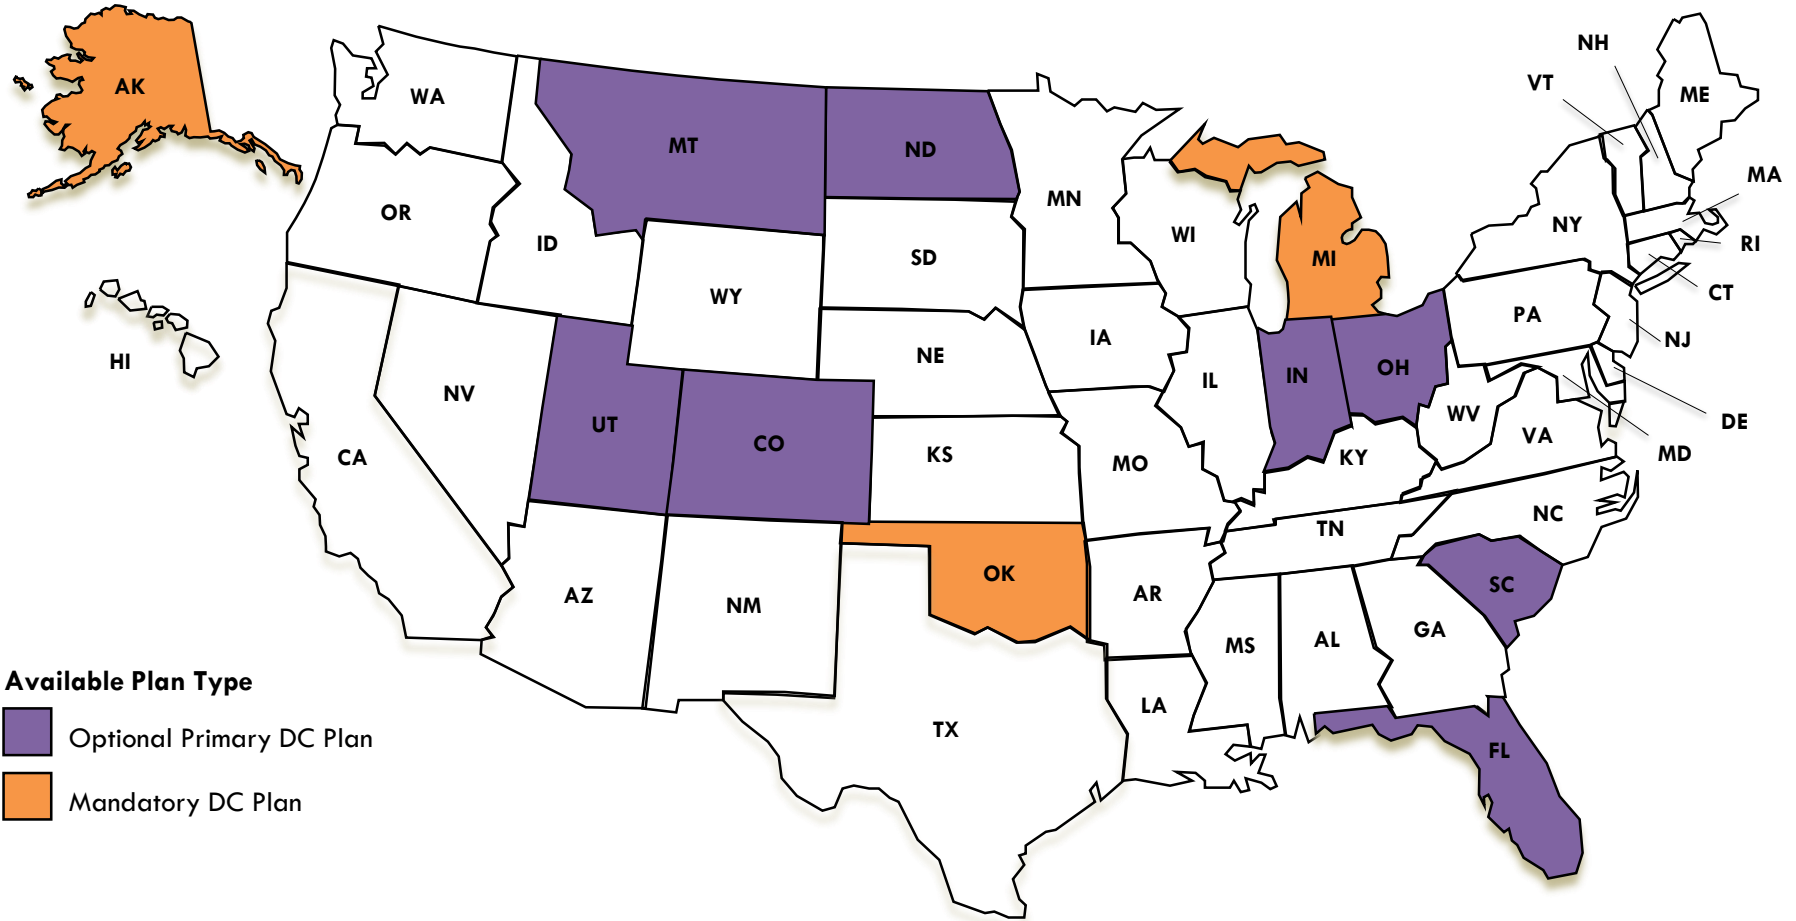 NH
VT
AK
WA
ME
MT
ND
MA
MN
OR
NY
WI
RI
ID
SD
MI
CT
WY
PA
IA
NJ
HI
NE
OH
IN
IL
NV
WV
DE
UT
VA
CO
KS
MD
CA
KY
MO
NC
TN
OK
SC
AR
AZ
NM
GA
AL
MS
Available Plan Type
LA
TX
Optional Primary DC Plan
FL
Mandatory DC Plan